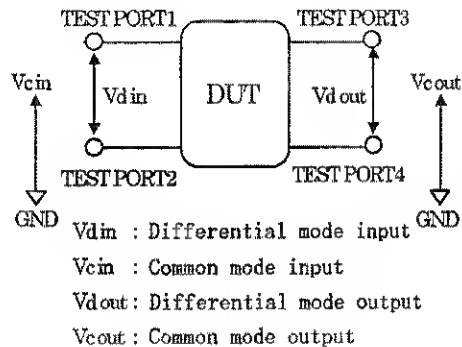 TEST PORT1 TEST PORT3
Vcin Vdin DUT Vdout Vcout
TEST PORT2 TEST PORT4
GND GND
Vdin : Differential mode input
Vcin : Common mode input
Vdout : Differential mode output
Vcout : Common mode output